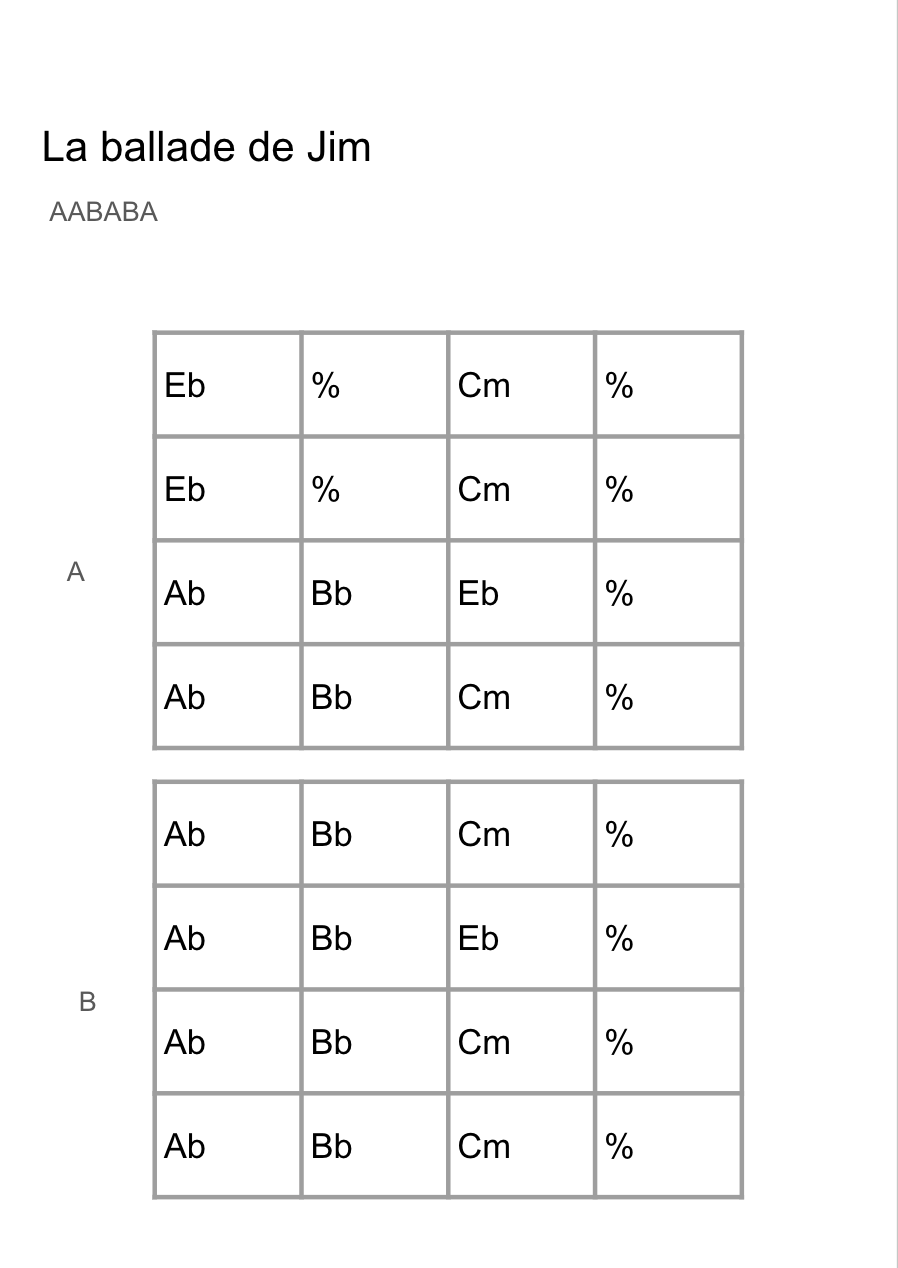 La ballade de Jim
AABABA
Eb % Cm %
Eb % Cm %
A
Ab Bb Eb %
Ab Bb Cm %
Ab Bb Cm %
Ab Bb Eb %
B
Ab Bb Cm %
Ab Bb Cm %